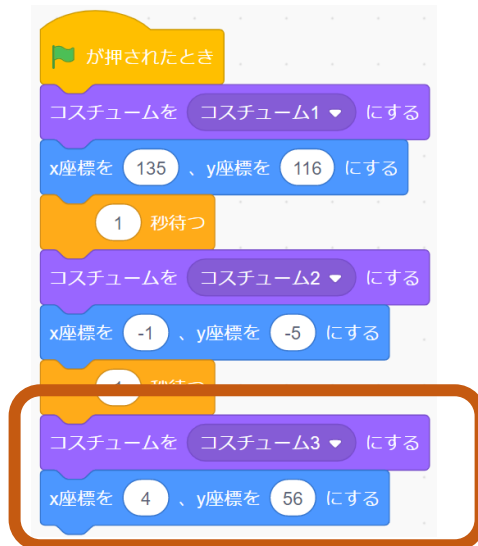 が押されたとき
コスチュームを コスチューム1 にする
x座標を 135 、y座標を 116 にする
1 秒待つ
コスチュームを コスチューム2 にする
x座標を -1 、y座標を -5 にする
1 秒待つ
コスチュームを コスチューム3 にする
x座標を 4 、y座標を 56 にする